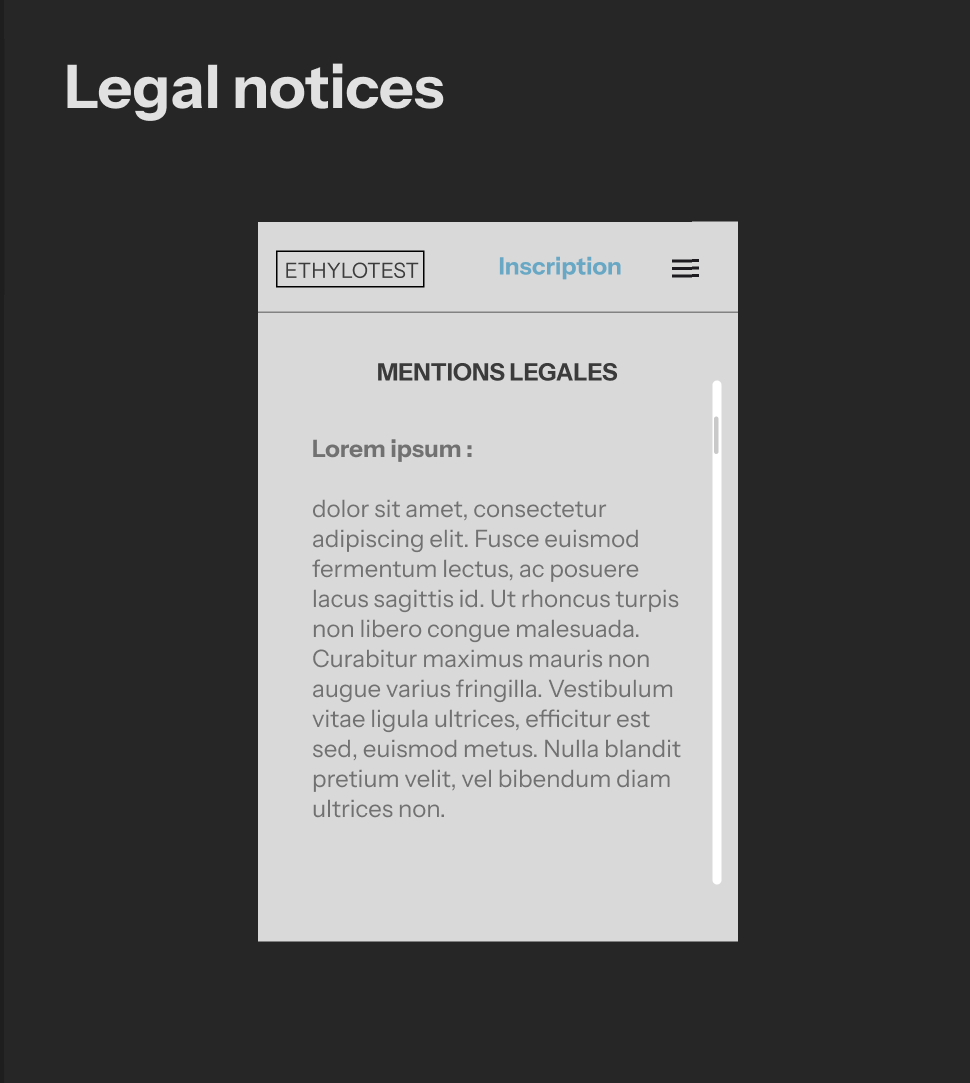 Legal notices
ETHYLOTEST
Inscription
MENTIONS LEGALES
Lorem ipsum :
dolor sit amet, consectetur
adipiscing elit. Fusce euismod
fermentum lectus, ac posuere
lacus sagittis id. Ut rhoncus turpis
non libero congue malesuada.
Curabitur maximus mauris non
augue varius fringilla. Vestibulum
vitae ligula ultrices, efficitur est
sed, euismod metus. Nulla blandit
pretium velit, vel bibendum diam
ultrices non.